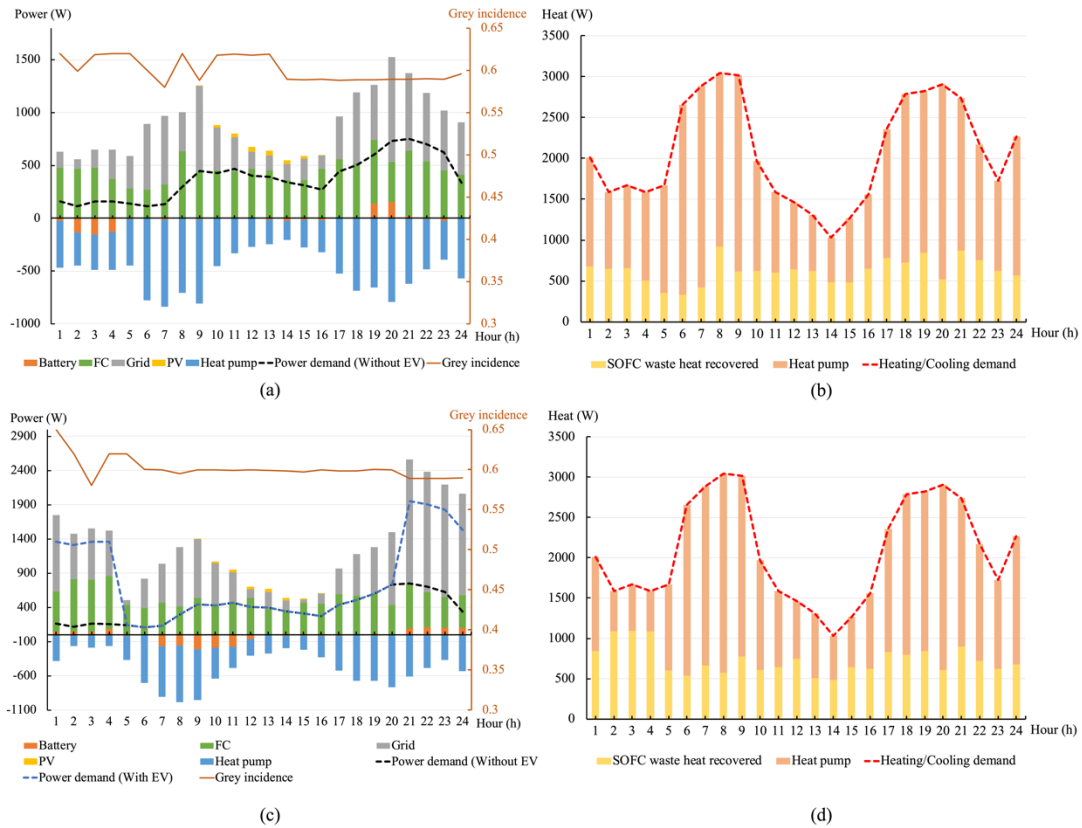 Power (W)
Grey incidence
1500
1000
500
0
-500
-1000
0.65
0.6
0.55
0.5
0.45
0.4
0.35
0.3
1 2 3 4 5 6 7 8 9 10 11 12 13 14 15 16 17 18 19 20 21 22 23 24
Hour (h)
Battery FC Grid PV Heat pump Power demand (Without EV) Grey incidence
(a)
Heat (W)
3500
3000
2500
2000
1500
1000
500
0
1 2 3 4 5 6 7 8 9 10 11 12 13 14 15 16 17 18 19 20 21 22 23 24
Hour (h)
SOFC waste heat recovered Heat pump Heating/Cooling demand
(b)
Power (W)
Grey incidence
2900
2400
1900
1400
900
400
-100
-600
-1100
0.65
0.6
0.55
0.5
0.45
0.4
0.35
0.3
1 2 3 4 5 6 7 8 9 10 11 12 13 14 15 16 17 18 19 20 21 22 23 24
Hour (h)
Battery FC Grid
PV Heat pump Power demand (Without EV
Power demand (With EV) Grey incidence
(c)
Heat (W)
3500
3000
2500
2000
1500
1000
500
0
1 2 3 4 5 6 7 8 9 10 11 12 13 14 15 16 17 18 19 20 21 22 23 24
Hour (h)
SOFC waste heat recovered Heat pump Heating/Cooling demand
(d)